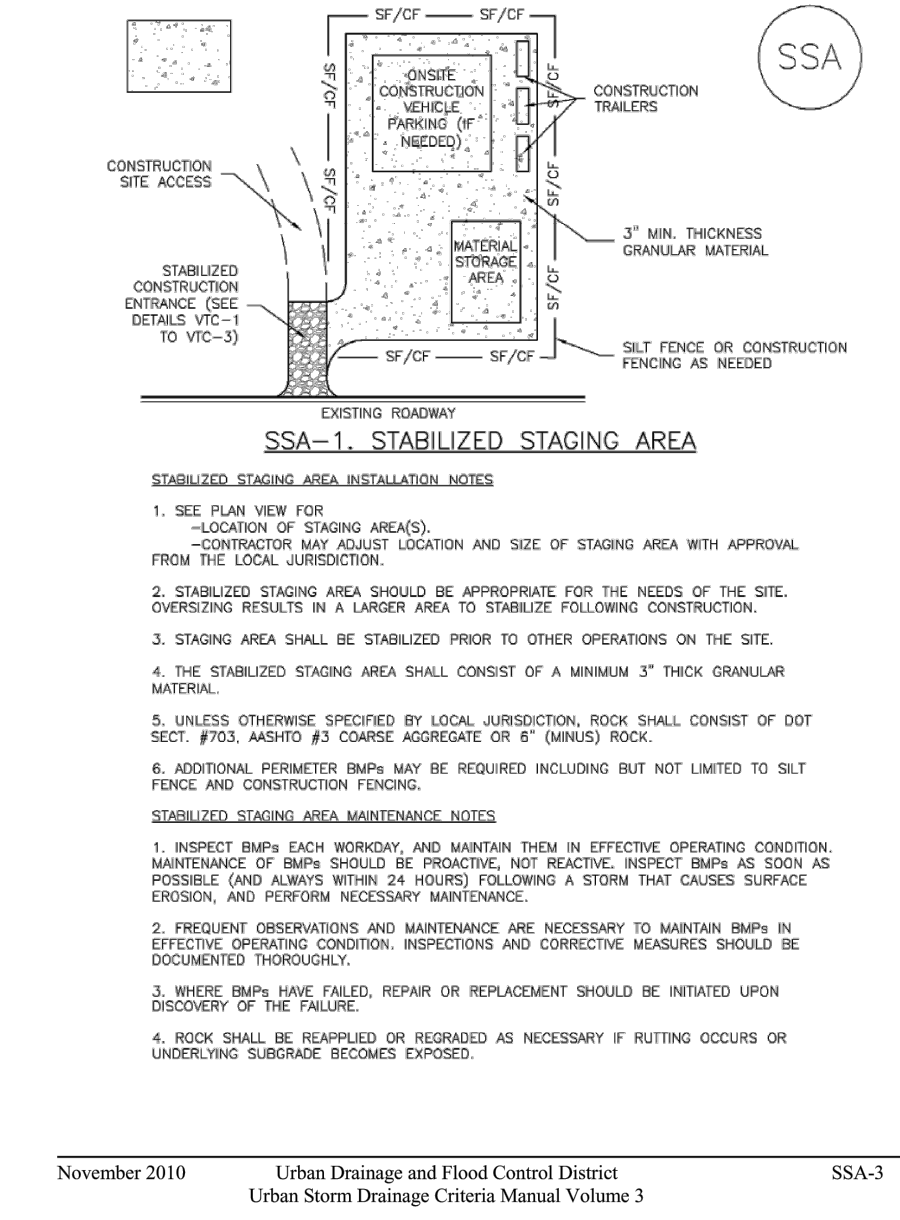 SF/CF SF/CF
SSA
SF/CF
ONSITE
CONSTRUCTION
VEHICLE
PARKING (IF
NEEDED)
SF/CF
CONSTRUCTION
TRAILERS
CONSTRUCTION
SITE ACCESS
SF/CF
SF/CF
3" MIN. THICKNESS
GRANULAR MATERIAL
MATERIAL
STORAGE
AREA
STABILIZED
CONSTRUCTION
ENTRANCE (SEE
DETAILS VTC-1
TO VTC-3)
SF/CF
SF/CF SF/CF
SILT FENCE OR CONSTRUCTION
FENCING AS NEEDED
EXISTING ROADWAY
SSA-1. STABILIZED STAGING AREA
STABILIZED STAGING AREA INSTALLATION NOTES
1. SEE PLAN VIEW FOR
-LOCATION OF STAGING AREA(S).
-CONTRACTOR MAY ADJUST LOCATION AND SIZE OF STAGING AREA WITH APPROVAL
FROM THE LOCAL JURISDICTION.
2. STABILIZED STAGING AREA SHOULD BE APPROPRIATE FOR THE NEEDS OF THE SITE.
OVERSIZING RESULTS IN A LARGER AREA TO STABILIZE FOLLOWING CONSTRUCTION.
3. STAGING AREA SHALL BE STABILIZED PRIOR TO OTHER OPERATIONS ON THE SITE.
4. THE STABILIZED STAGING AREA SHALL CONSIST OF A MINIMUM 3" THICK GRANULAR
MATERIAL.
5. UNLESS OTHERWISE SPECIFIED BY LOCAL JURISDICTION, ROCK SHALL CONSIST OF DOT
SECT. #703, AASHTO #3 COARSE AGGREGATE OR 6" (MINUS) ROCK.
6. ADDITIONAL PERIMETER BMPs MAY BE REQUIRED INCLUDING BUT NOT LIMITED TO SILT
FENCE AND CONSTRUCTION FENCING.
STABILIZED STAGING AREA MAINTENANCE NOTES
1. INSPECT BMPs EACH WORKDAY, AND MAINTAIN THEM IN EFFECTIVE OPERATING CONDITION.
MAINTENANCE OF BMPs SHOULD BE PROACTIVE, NOT REACTIVE. INSPECT BMPs AS SOON AS
POSSIBLE (AND ALWAYS WITHIN 24 HOURS) FOLLOWING A STORM THAT CAUSES SURFACE
EROSION, AND PERFORM NECESSARY MAINTENANCE.
2. FREQUENT OBSERVATIONS AND MAINTENANCE ARE NECESSARY TO MAINTAIN BMPs IN
EFFECTIVE OPERATING CONDITION. INSPECTIONS AND CORRECTIVE MEASURES SHOULD BE
DOCUMENTED THOROUGHLY.
3. WHERE BMPs HAVE FAILED, REPAIR OR REPLACEMENT SHOULD BE INITIATED UPON
DISCOVERY OF THE FAILURE.
4. ROCK SHALL BE REAPPLIED OR REGRADED AS NECESSARY IF RUTTING OCCURS OR
UNDERLYING SUBGRADE BECOMES EXPOSED.
November 2010 Urban Drainage and Flood Control District SSA-3
Urban Storm Drainage Criteria Manual Volume 3